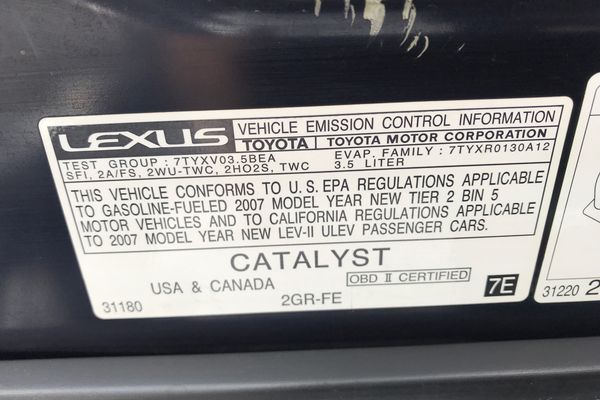 LEXUS VEHICLE EMISSION CONTROL INFORMATION
TOYOTA TOYOTA MOTOR CORPORATION
TEST GROUP : 7TYXV03.5BEA EVAP. FAMILY : 7TYXR0130A12
SFI, 2A/FS, 2WU-TWC, 2HO2S, TWC 3.5 LITER
THIS VEHICLE CONFORMS TO U.S. EPA REGULATIONS APPLICABLE
TO GASOLINE-FUELED 2007 MODEL YEAR NEW TIER 2 BIN 5
MOTOR VEHICLES AND TO CALIFORNIA REGULATIONS APPLICABLE
TO 2007 MODEL YEAR NEW LEV-II ULEV PASSENGER CARS.
CATALYST
USA & CANADA OBD II CERTIFIED
31180 2GR-FE 7E
31220 2